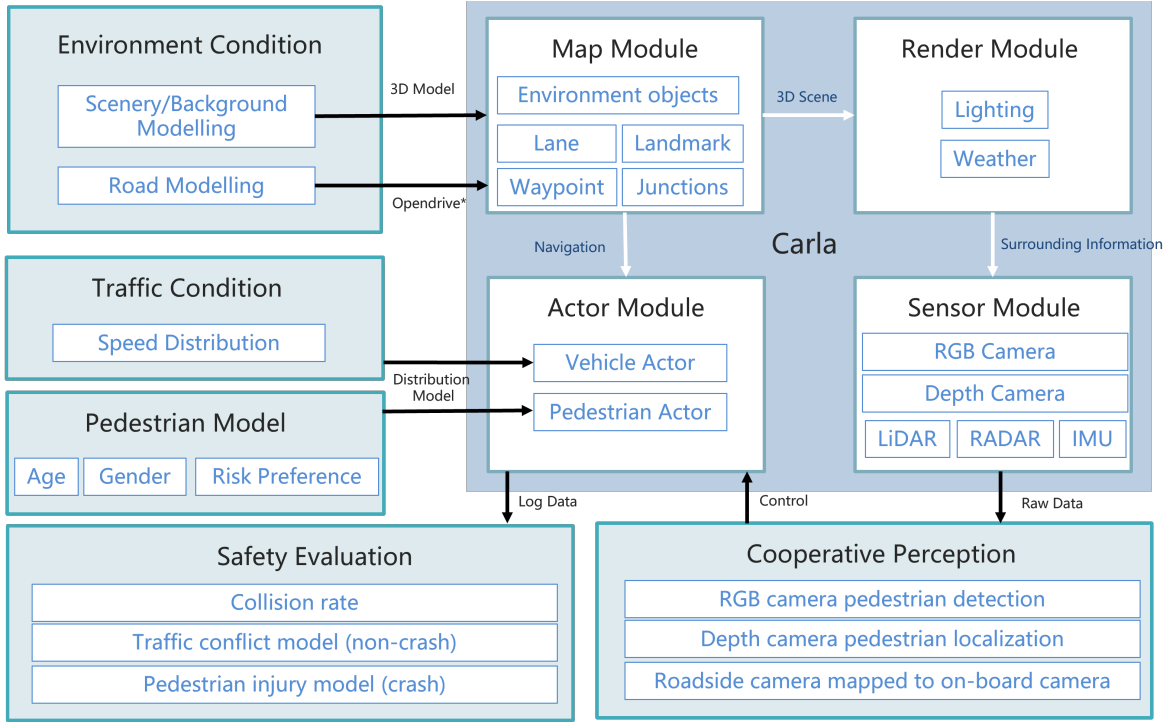 Environment Condition
Scenery/Background
Modelling
Road Modelling
3D Model
Opendrive*
Map Module
Environment objects
Lane
Landmark
Waypoint
Junctions
3D Scene
Render Module
Lighting
Weather
Navigation
Carla
Surrounding Information
Traffic Condition
Speed Distribution
Distribution
Model
Pedestrian Model
Age
Gender
Risk Preference
Actor Module
Vehicle Actor
Pedestrian Actor
Sensor Module
RGB Camera
Depth Camera
LiDAR
RADAR
IMU
Log Data
Control
Raw Data
Safety Evaluation
Collision rate
Traffic conflict model (non-crash)
Pedestrian injury model (crash)
Cooperative Perception
RGB camera pedestrian detection
Depth camera pedestrian localization
Roadside camera mapped to on-board camera